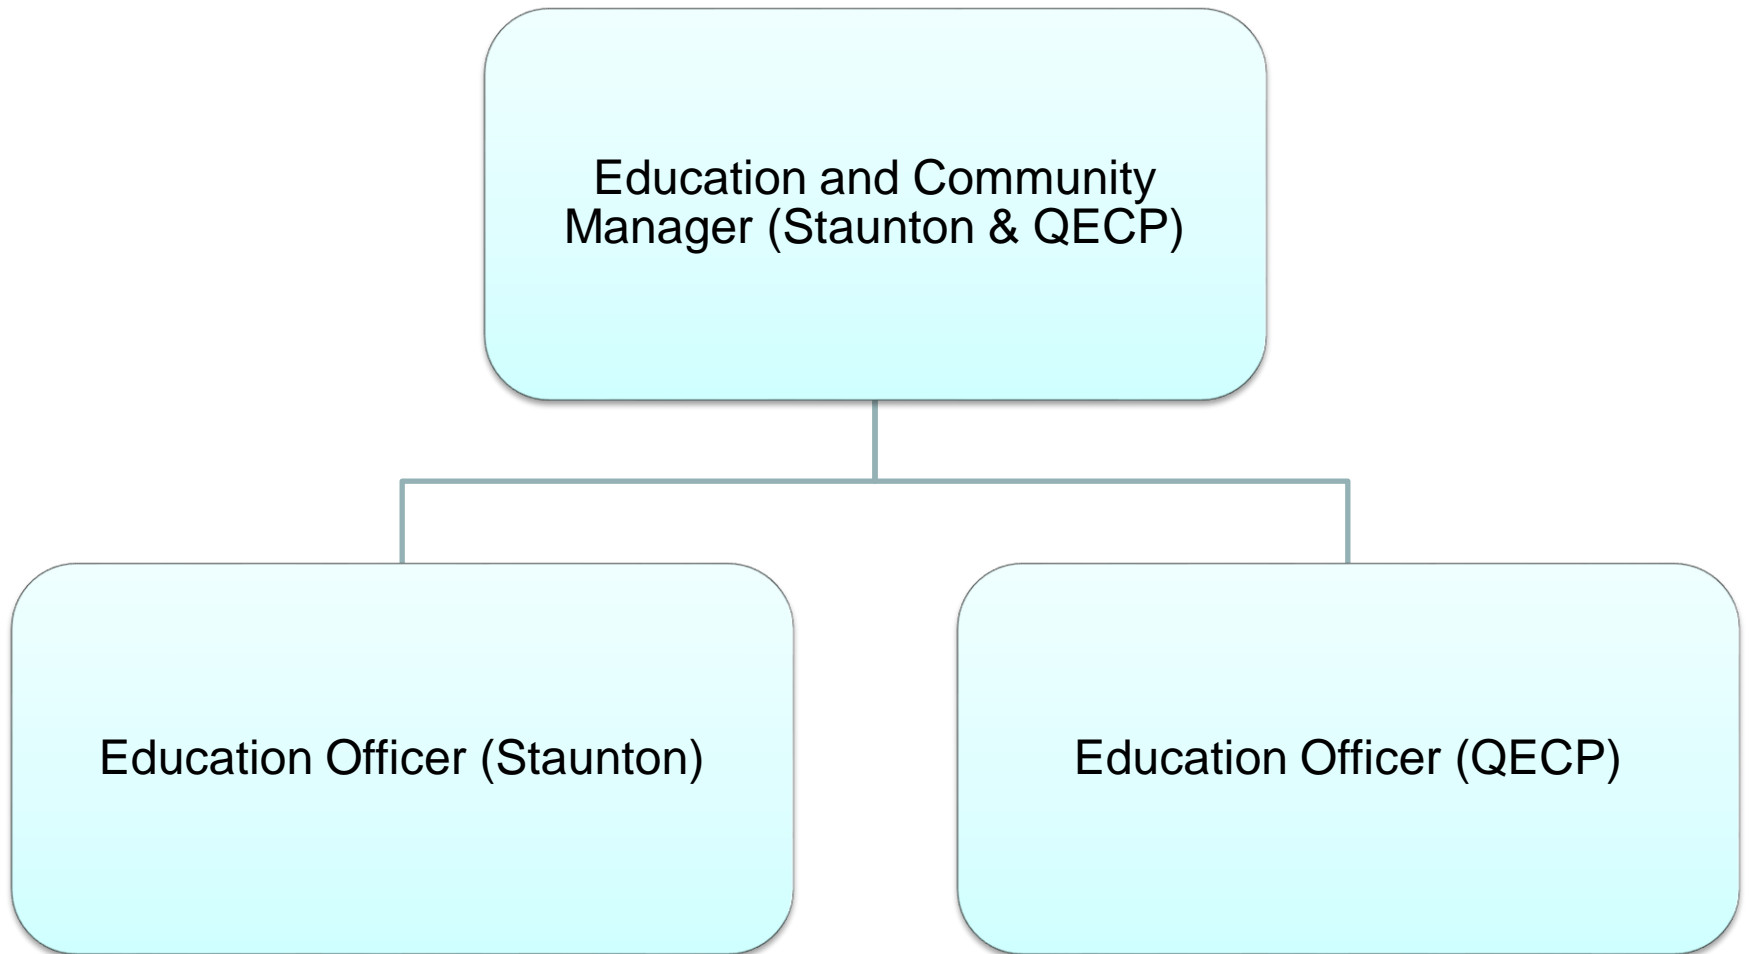 Education and Community
Manager (Staunton & QECP)
Education Officer (Staunton)
Education Officer (QECP)